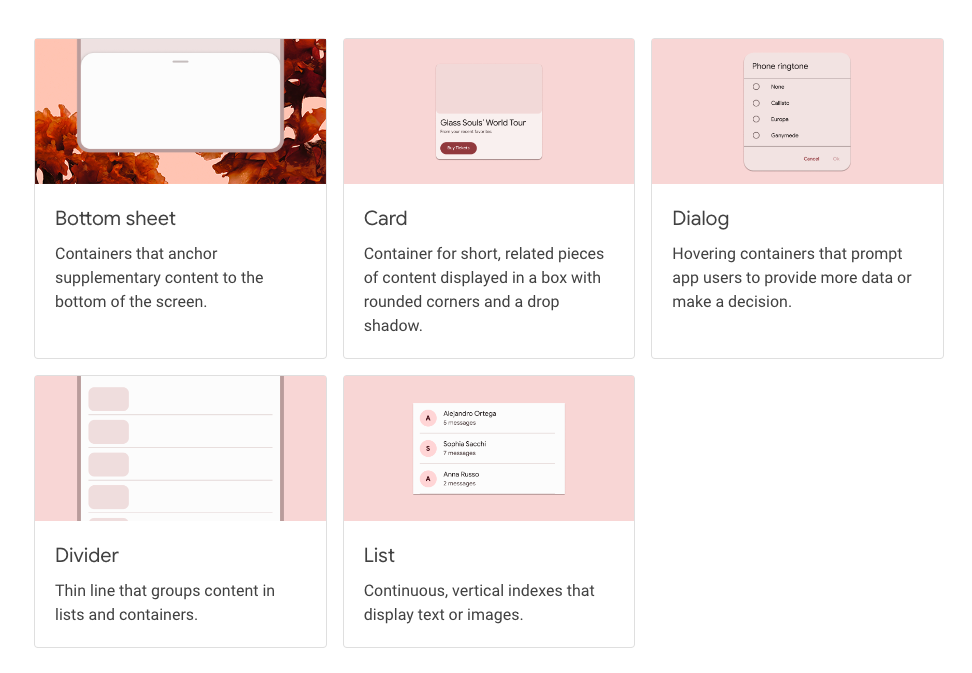 Glass Souls' World Tour
From your recent favorites
Buy Tickets
Phone ringtone
None
Callisto
Europe
Ganymede
Cancel
Ok
Bottom sheet
Containers that anchor
supplementary content to the
bottom of the screen.
Card
Container for short, related pieces
of content displayed in a box with
rounded corners and a drop
shadow.
Dialog
Hovering containers that prompt
app users to provide more data or
make a decision.
A
Alejandro Ortega
5 messages
S
Sophia Sacchi
7 messages
A
Anna Russo
2 messages
Divider
Thin line that groups content in
lists and containers.
List
Continuous, vertical indexes that
display text or images.